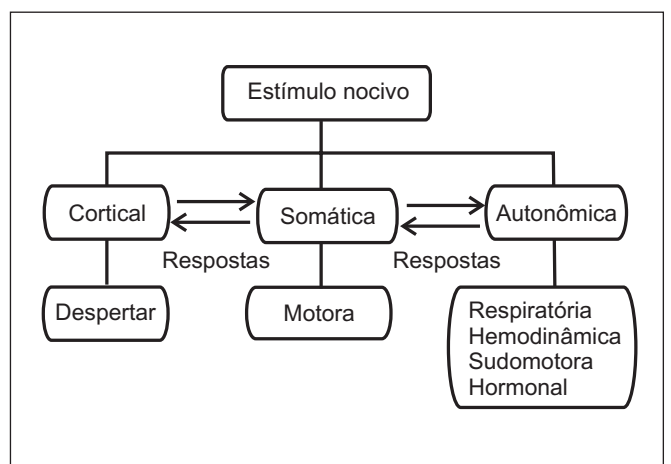 Estímulo nocivo
Cortical
Somática
Autonômica
Respostas
Respostas
Despertar
Motora
Respiratória
Hemodinâmica
Sudomotora
Hormonal